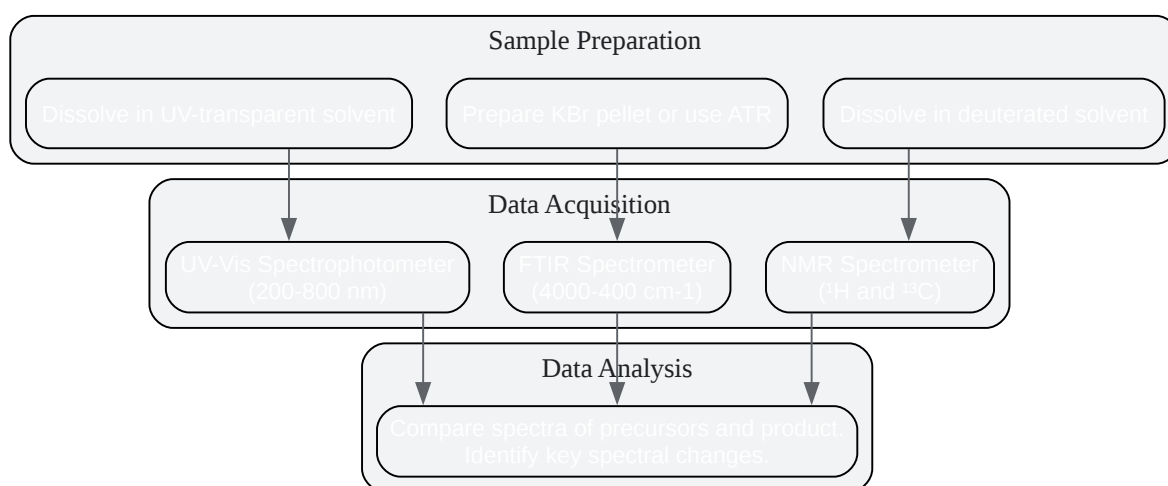 Sample Preparation
Dissolve in UV-transparent solvent
Prepare KBr pellet or use ATR
Dissolve in deuterated solvent
Data Acquisition
UV-Vis Spectrophotometer
(200-800 nm)
FTIR Spectrometer
(4000-400 cm-1)
NMR Spectrometer
(¹H and ¹³C)
Data Analysis
Compare spectra of precursors and product.
Identify key spectral changes.